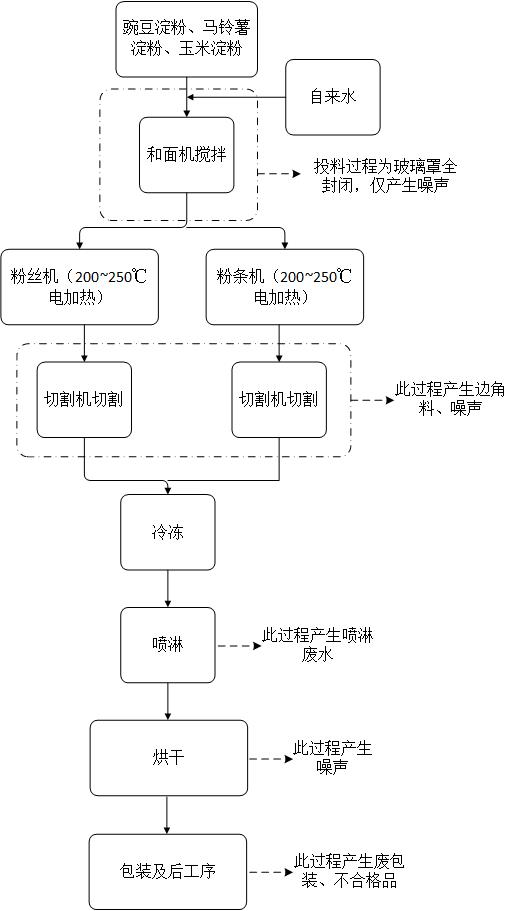 豌豆淀粉、马铃薯
淀粉、玉米淀粉
自来水
和面机搅拌
投料过程为玻璃罩全
封闭，仅产生噪声
粉丝机（200~250℃
电加热）
粉条机（200~250℃
电加热）
切割机切割
切割机切割
此过程产生边角
料、噪声
冷冻
喷淋
此过程产生喷淋
废水
烘干
此过程产生
噪声
包装及后工序
此过程产生废包
装、不合格品